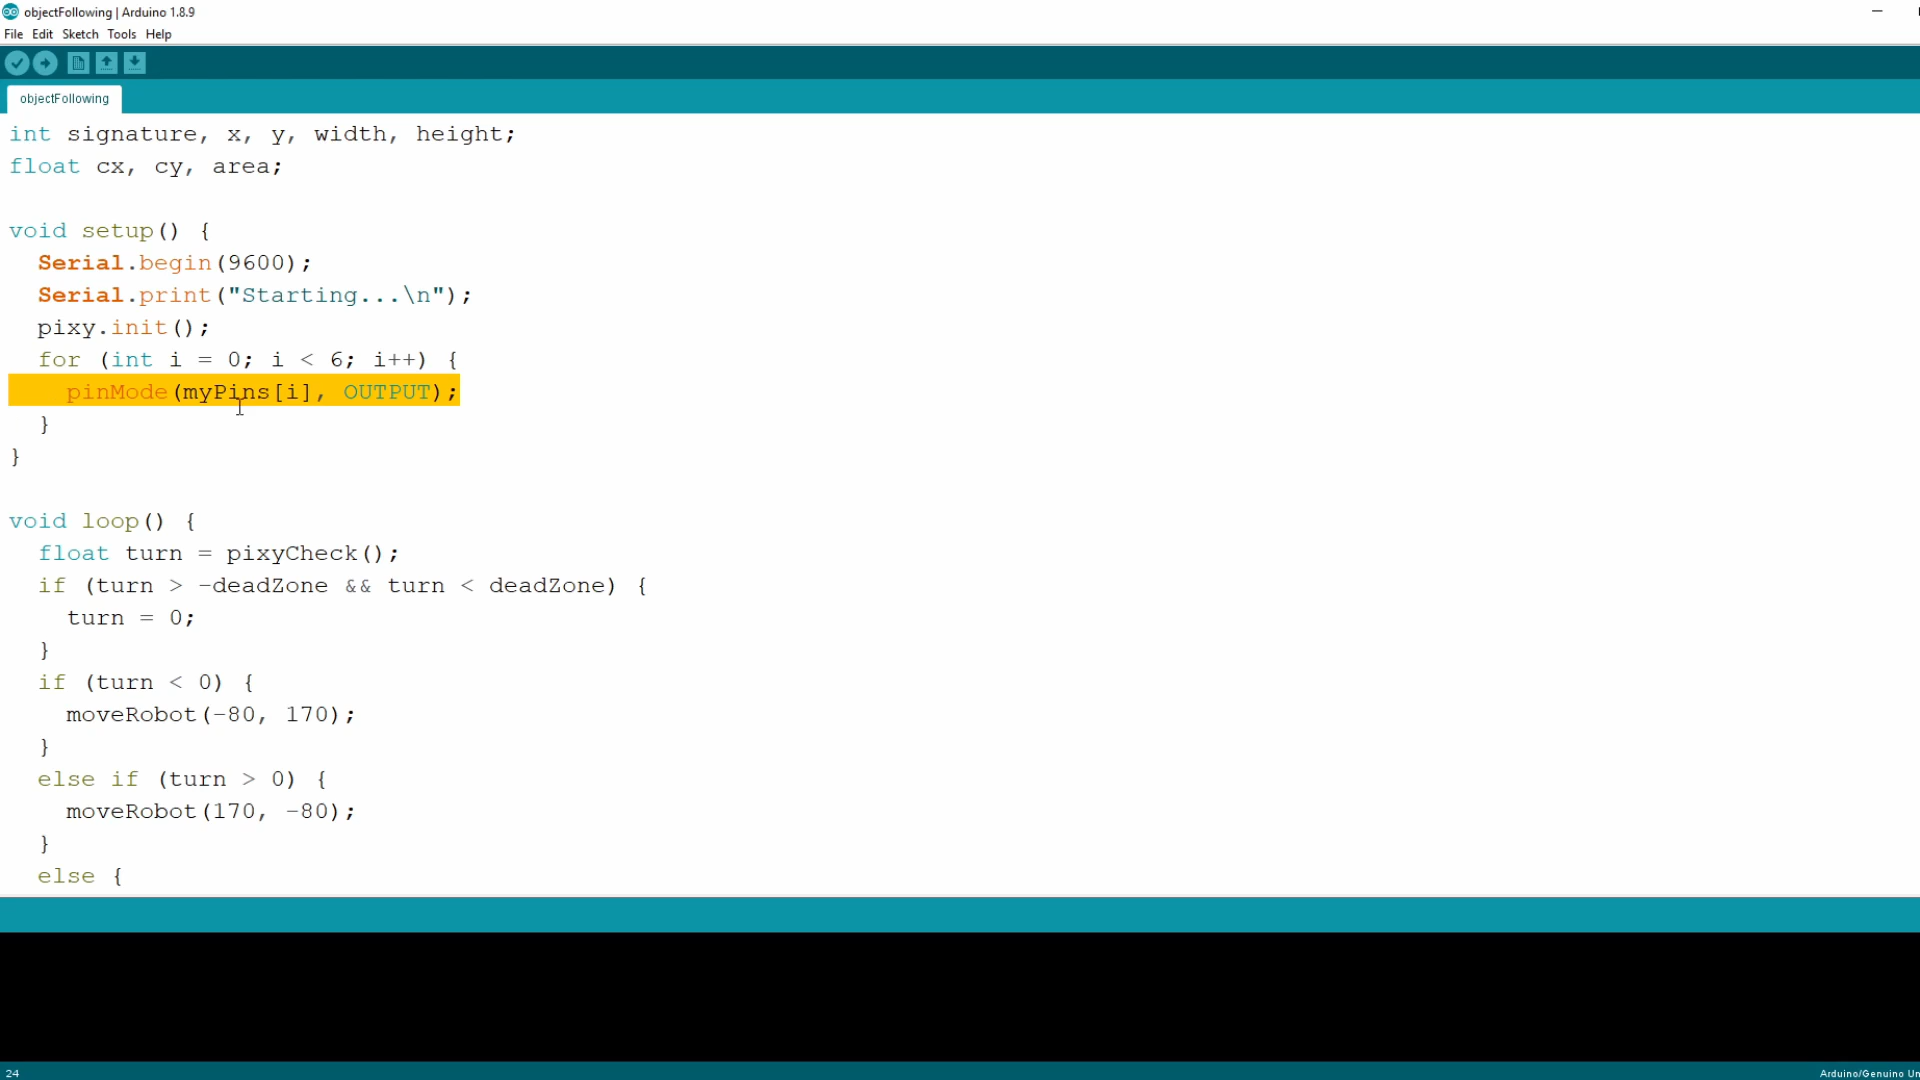 objectFollowing | Arduino 1.8.9
File Edit Sketch Tools Help
objectFollowing
int signature, x, y, width, height;
float cx, cy, area;
void setup() {
Serial.begin(9600);
Serial.print("Starting...\n");
pixy.init();
for (int i = 0; i < 6; i++) {
pinMode(myPins[i], OUTPUT);
}
}
void loop() {
float turn = pixyCheck();
if (turn > -deadZone && turn < deadZone) {
turn = 0;
}
if (turn < 0) {
moveRobot(-80, 170);
}
else if (turn > 0) {
moveRobot(170, -80);
}
else {
24
Arduino/Genuino Un